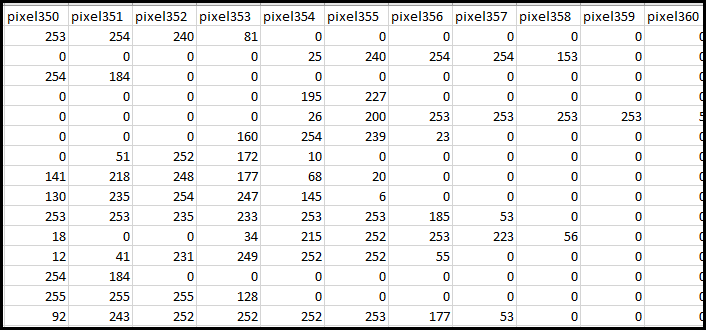 pixel350 pixel351 pixel352 pixel353 pixel354 pixel355 pixel356 pixel357 pixel358 pixel359 pixel360
253 254 240 81 0 0 0 0 0 0
0 0 0 0 25 240 254 254 153 0
254 184 0 0 0 0 0 0 0 0
0 0 0 0 195 227 0 0 0 0
0 0 0 0 26 200 253 253 253 253
0 0 0 160 254 239 23 0 0 0
0 51 252 172 10 0 0 0 0 0
141 218 248 177 68 20 0 0 0 0
130 235 254 247 145 6 0 0 0 0
253 253 235 233 253 253 185 53 0 0
18 0 0 34 215 252 253 223 56 0
12 41 231 249 252 252 55 0 0 0
254 184 0 0 0 0 0 0 0 0
255 255 255 128 0 0 0 0 0 0
92 243 252 252 252 253 177 53 0 0